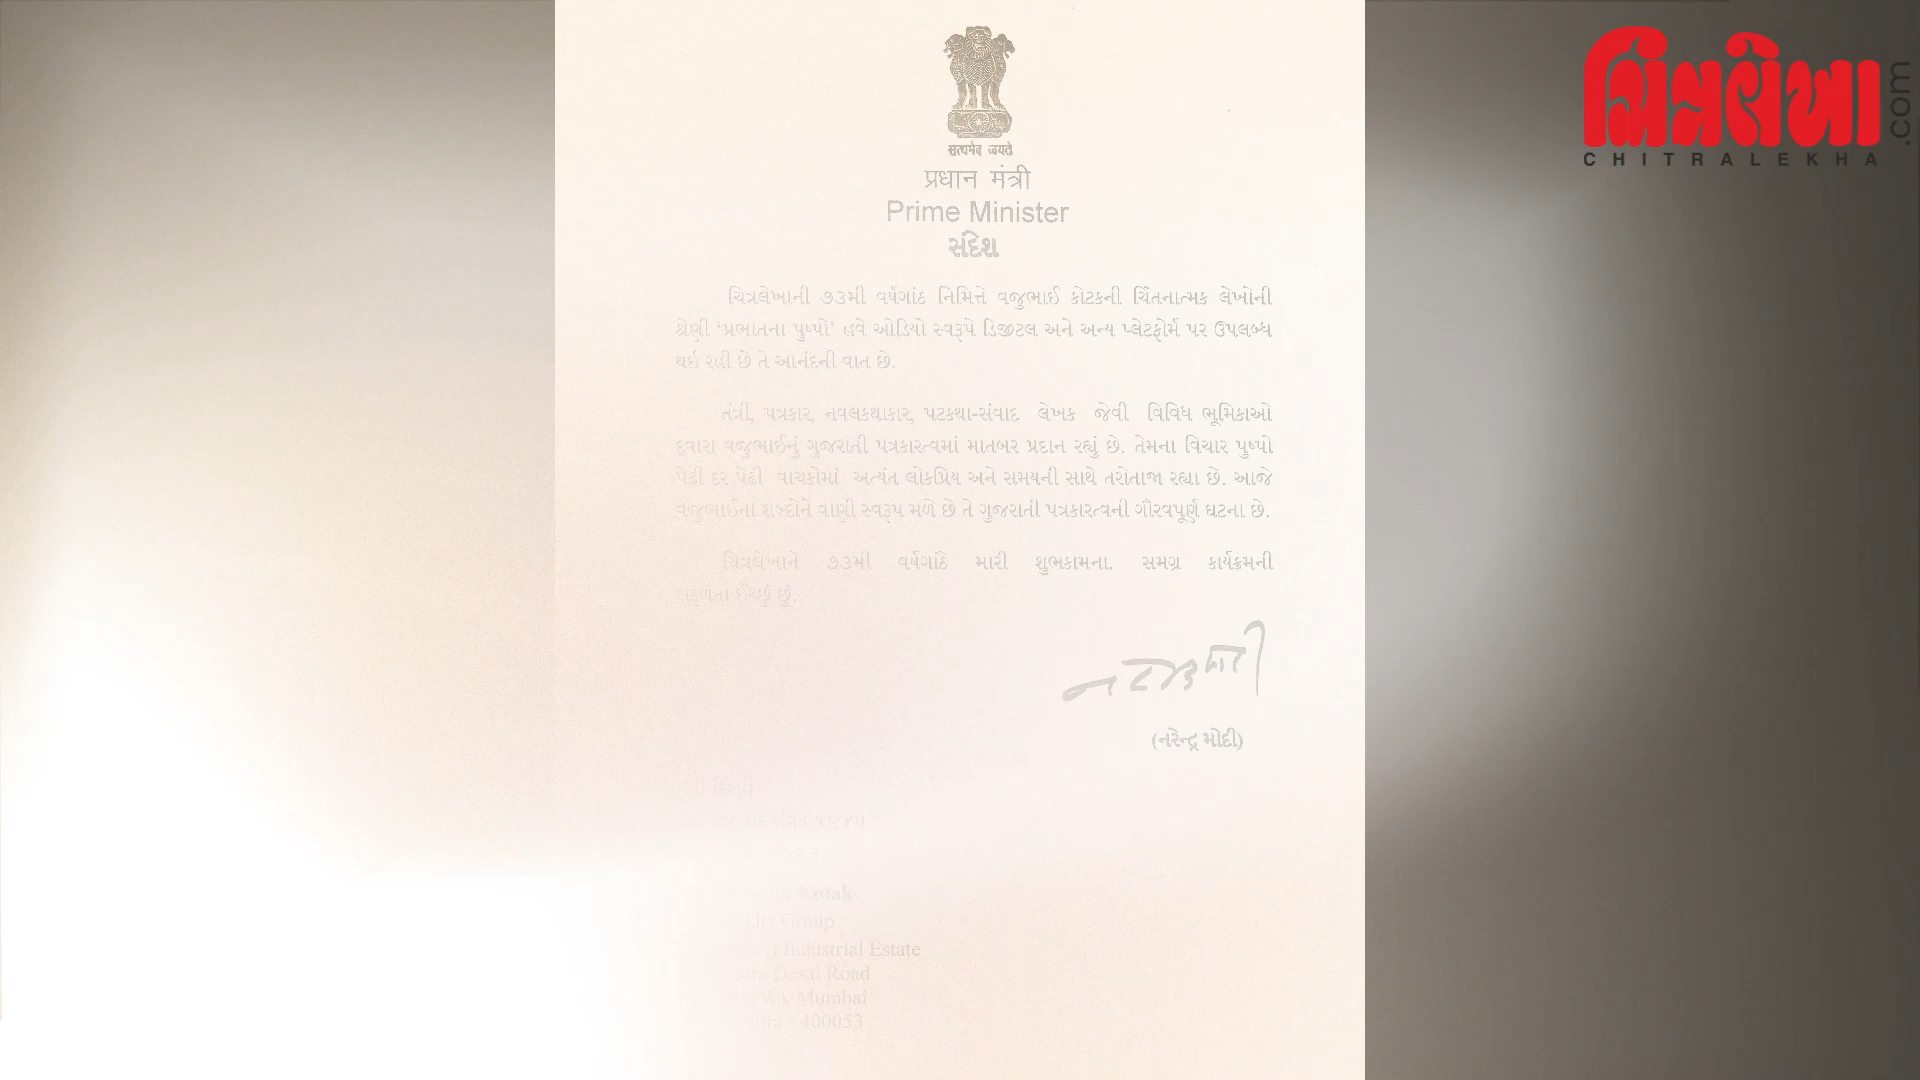 ચિત્રલેખા
.com
CHITRALEKHA
सत्यमेव जयते
प्रधान मंत्री
Prime Minister
સંદેશ
ચિત્રલેખાની ૭૩મી વર્ષગાંઠ નિમિત્તે વજુભાઈ કોટકની ચિંતનાત્મક લેખોની
શ્રેણી ‘પ્રભાતના પુષ્પો’ હવે ઓડિયો સ્વરૂપે ડિજીટલ અને અન્ય પ્લેટફોર્મ પર ઉપલબ્ધ
થઇ રહી છે તે આનંદની વાત છે.
તંત્રી, પત્રકાર, નવલકથાકાર, પટકથા-સંવાદ લેખક જેવી વિવિધ ભૂમિકાઓ
દ્વારા વજુભાઈનું ગુજરાતી પત્રકારત્વમાં માતબર પ્રદાન રહ્યું છે. તેમના વિચાર પુષ્પો
પેઢી દર પેઢી વાચકોમાં અત્યંત લોકપ્રિય અને સમયની સાથે તરોતાજા રહ્યા છે. આજે
વજુભાઈના શબ્દોને વાણી સ્વરૂપ મળે છે તે ગુજરાતી પત્રકારત્વની ગૌરવપૂર્ણ ઘટના છે.
ચિત્રલેખાને ૭૩મી વર્ષગાંઠે મારી શુભકામના. સમગ્ર કાર્યક્રમની
સફળતા ઈચ્છું છું.
(નરેન્દ્ર મોદી)
Kotak
Group
Industrial Estate
Desai Road
Mumbai
- 400053